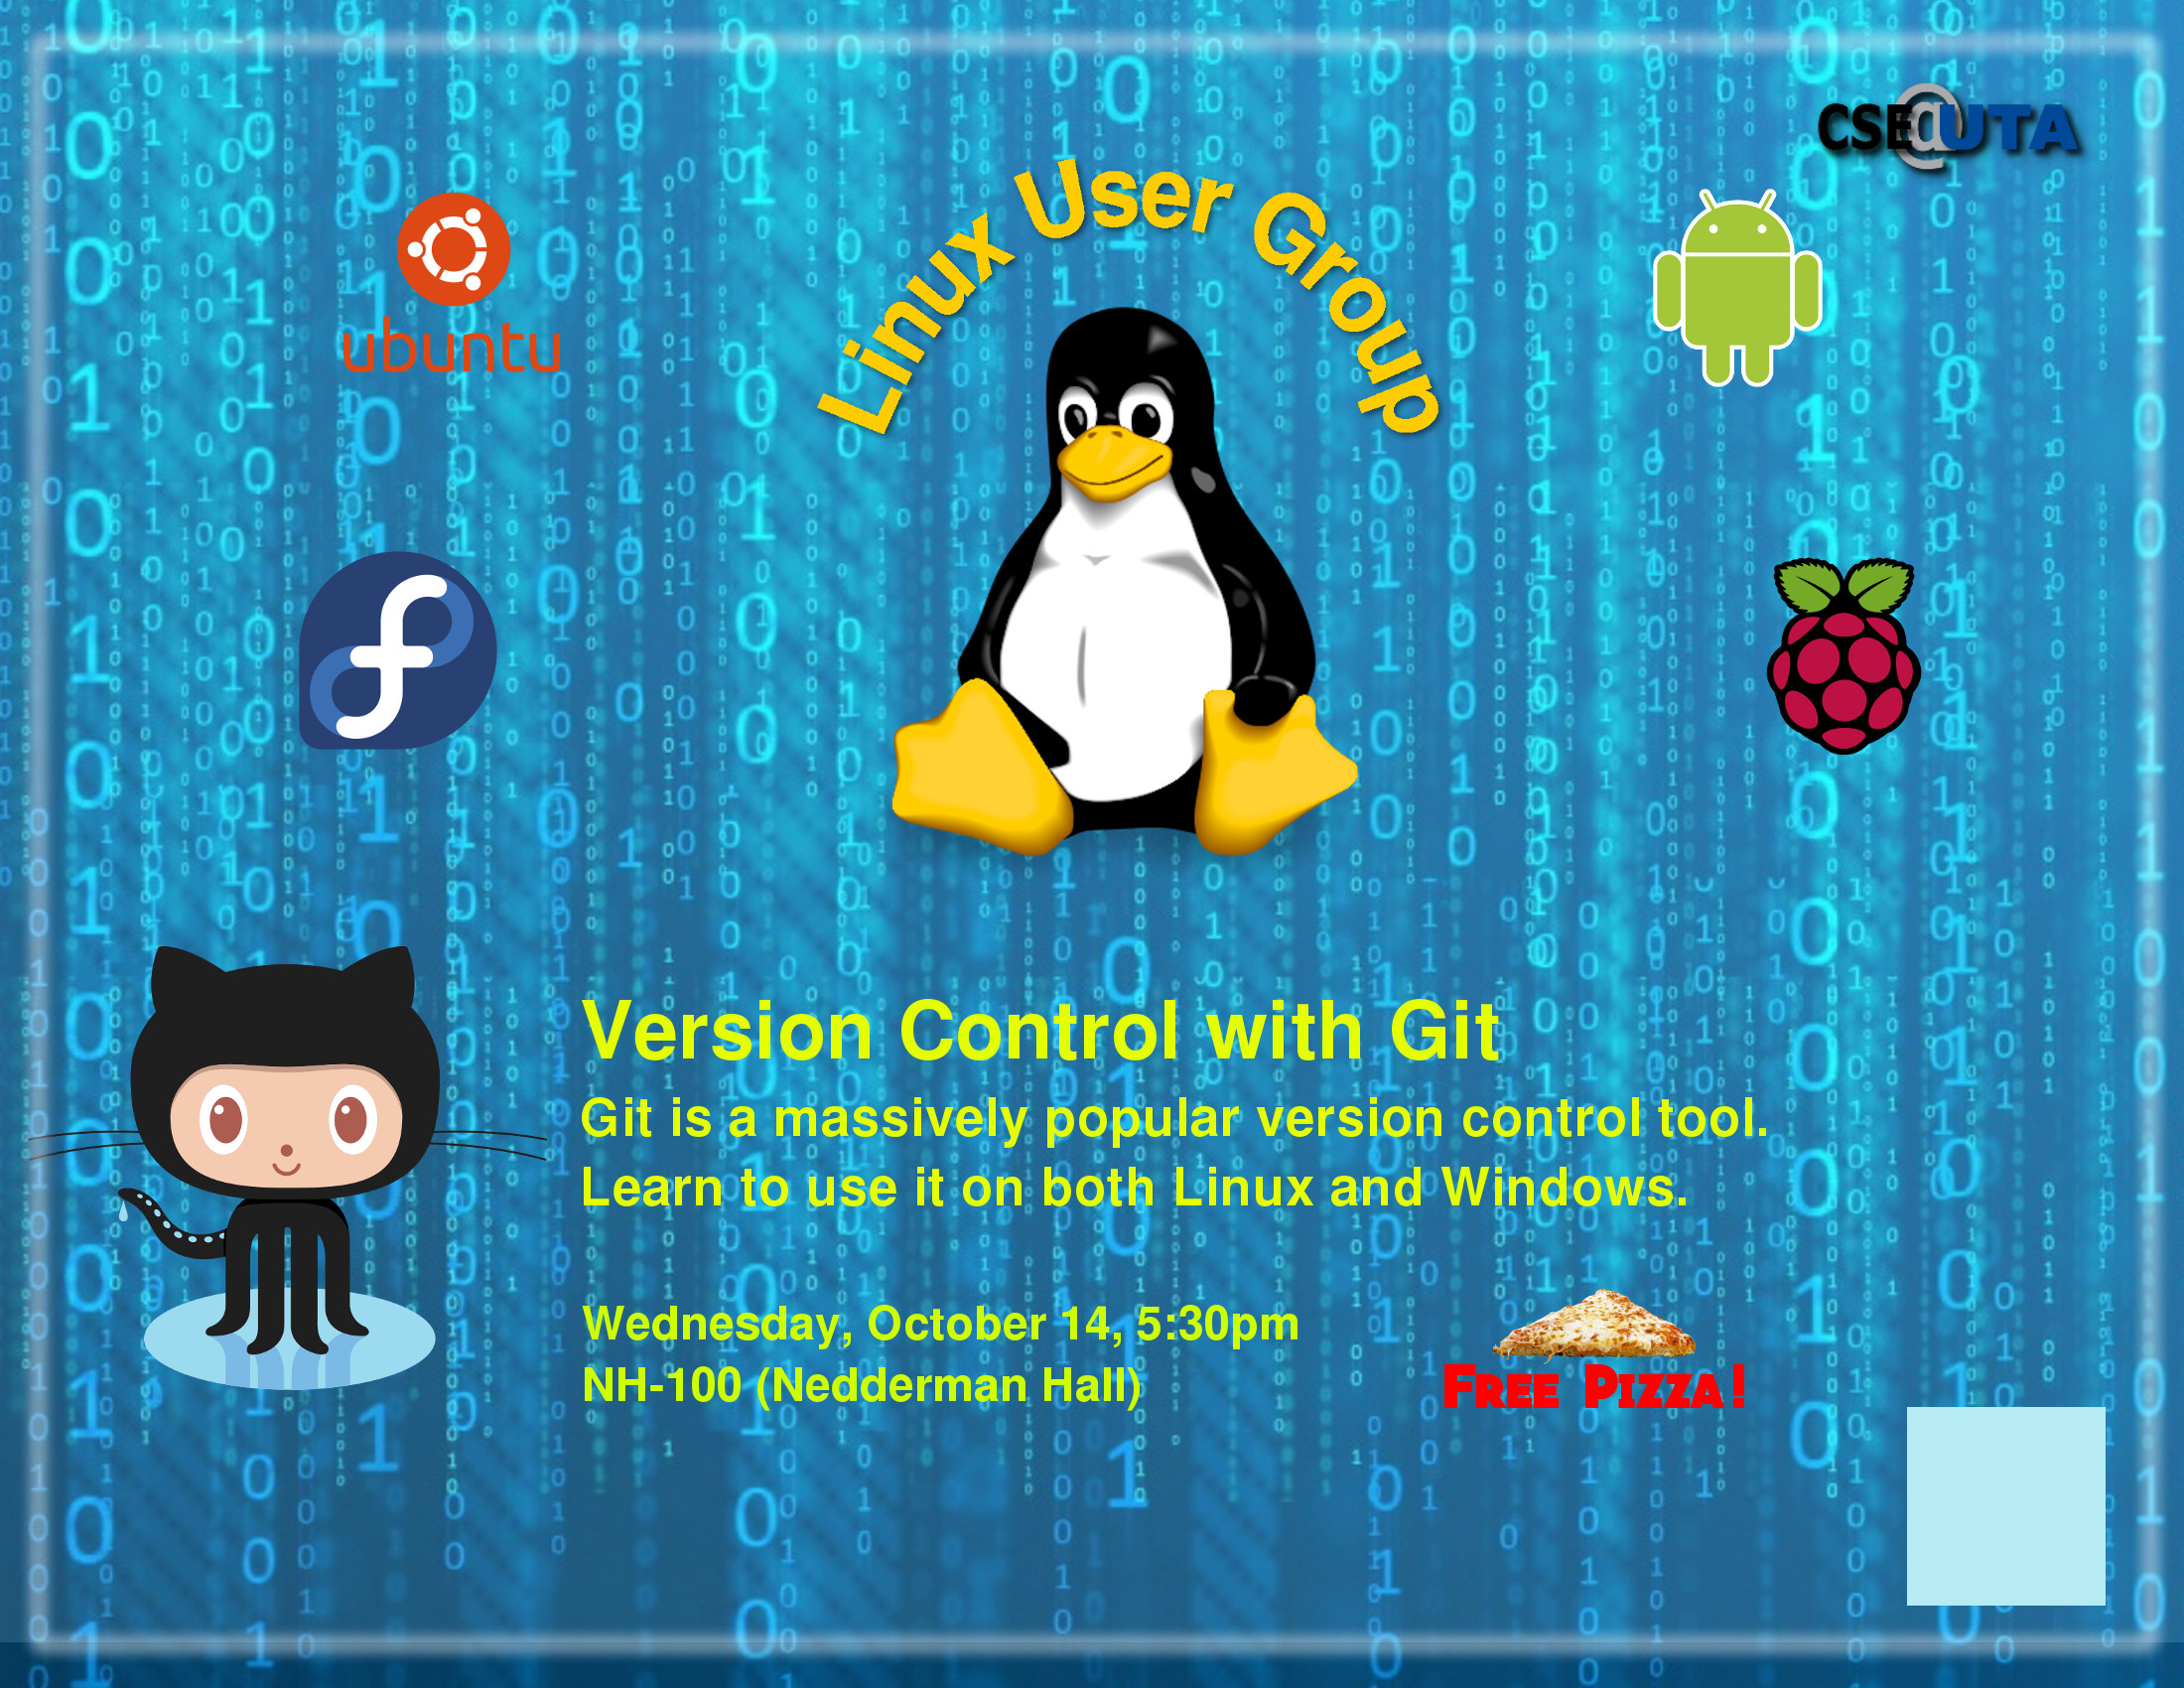 CSE@UTA
Linux User Group
ubuntu
Version Control with Git
Git is a massively popular version control tool.
Learn to use it on both Linux and Windows.
Wednesday, October 14, 5:30pm
NH-100 (Nedderman Hall)
FREE PIZZA!